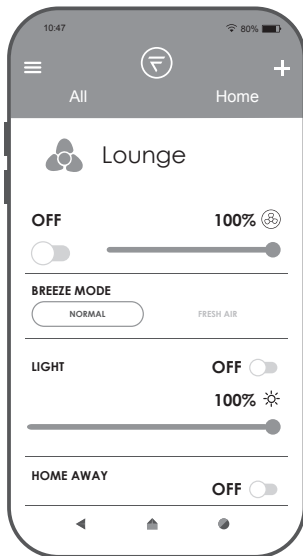 10:47 80%
All Home
Lounge
OFF 100%
BREEZE MODE
NORMAL FRESH AIR
LIGHT OFF
100%
HOME AWAY
OFF